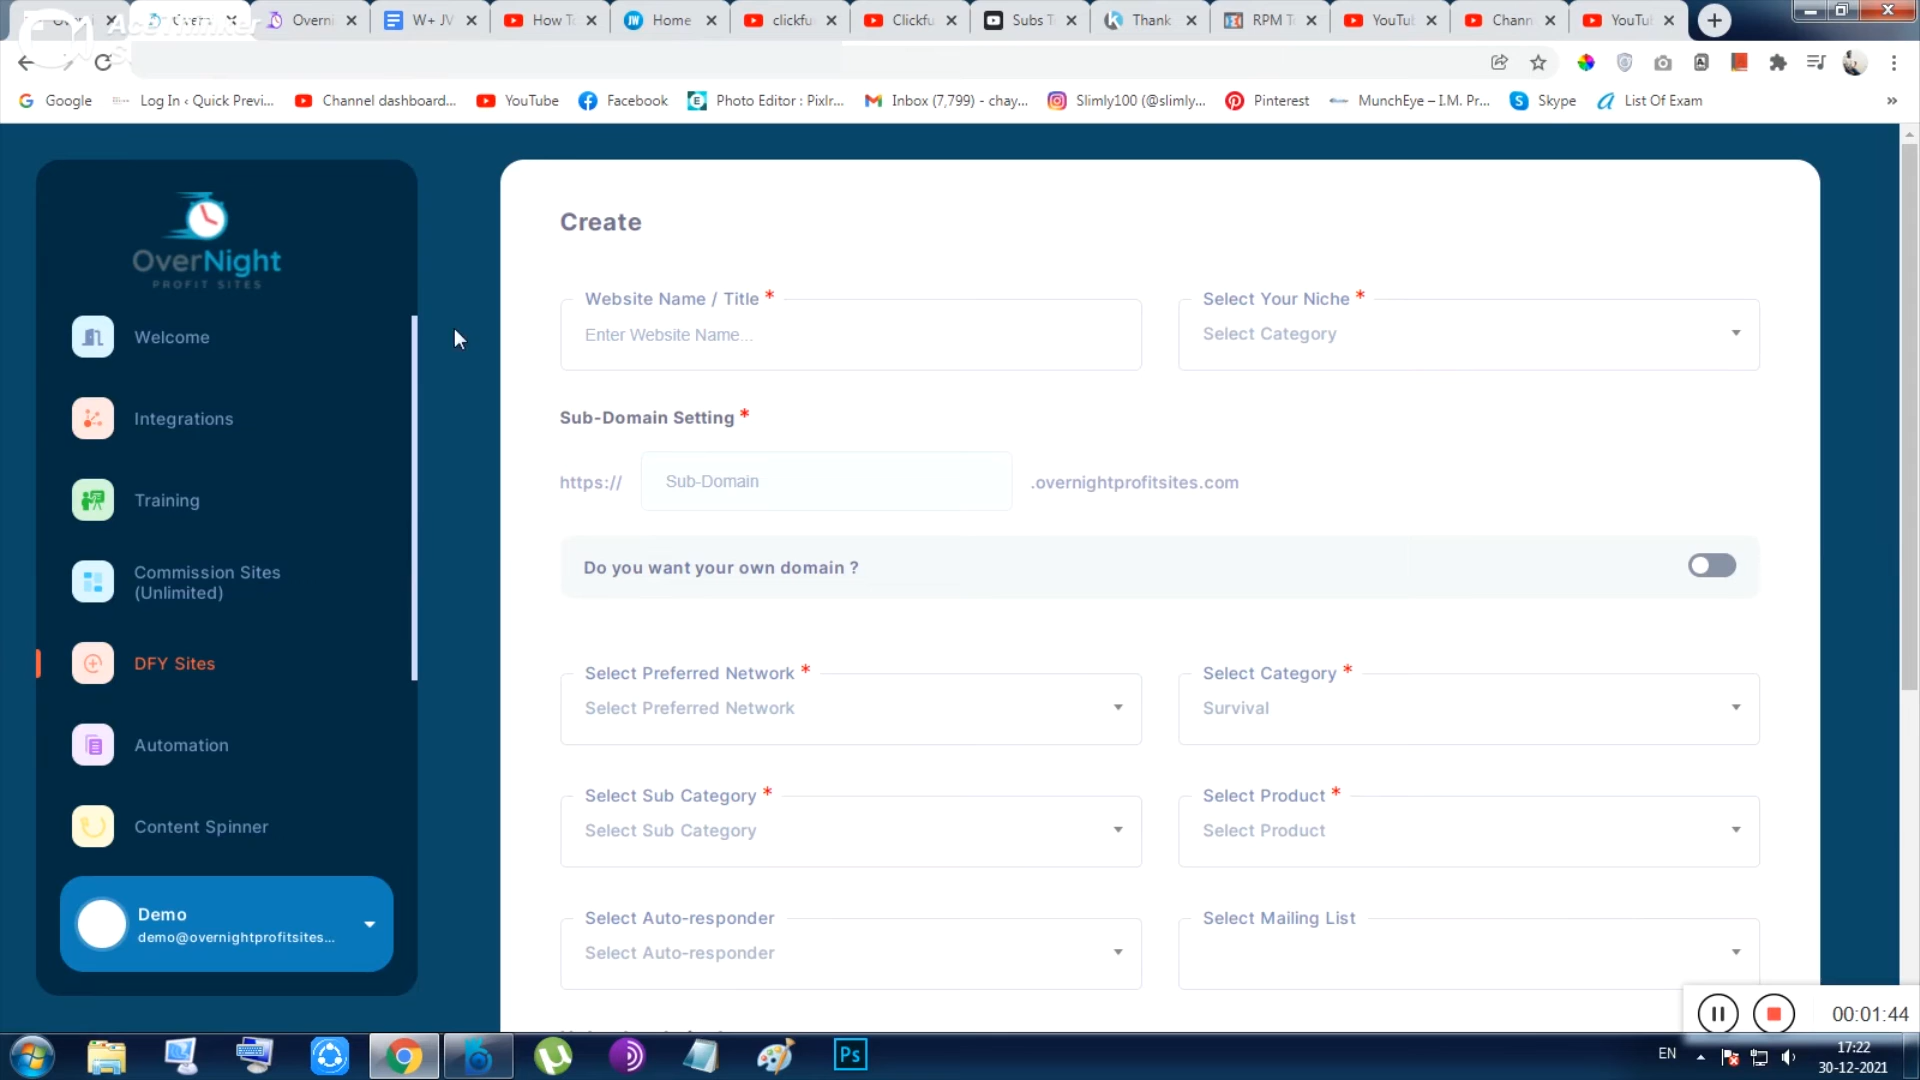 Overni
W+ JV
How To
Home
clickfu
Clickfu
Subs T
Thank
RPM To
YouTub
Chann
YouTub
Google
Log In ‹ Quick Previ...
Channel dashboard...
YouTube
Facebook
Photo Editor : Pixlr...
Inbox (7,799) - chay...
Slimly100 (@slimly...
Pinterest
MunchEye – I.M. Pr...
Skype
List Of Exam
»
OverNight
PROFIT SITES
Welcome
Integrations
Training
Commission Sites
(Unlimited)
DFY Sites
Automation
Content Spinner
Demo
demo@overnightprofitsites...
Create
Website Name / Title *
Enter Website Name...
Select Your Niche *
Select Category
Sub-Domain Setting *
https://
Sub-Domain
.overnightprofitsites.com
Do you want your own domain ?
Select Preferred Network *
Select Preferred Network
Select Category *
Survival
Select Sub Category *
Select Sub Category
Select Product *
Select Product
Select Auto-responder
Select Auto-responder
Select Mailing List
00:01:44
Ps
EN
17:22
30-12-2021